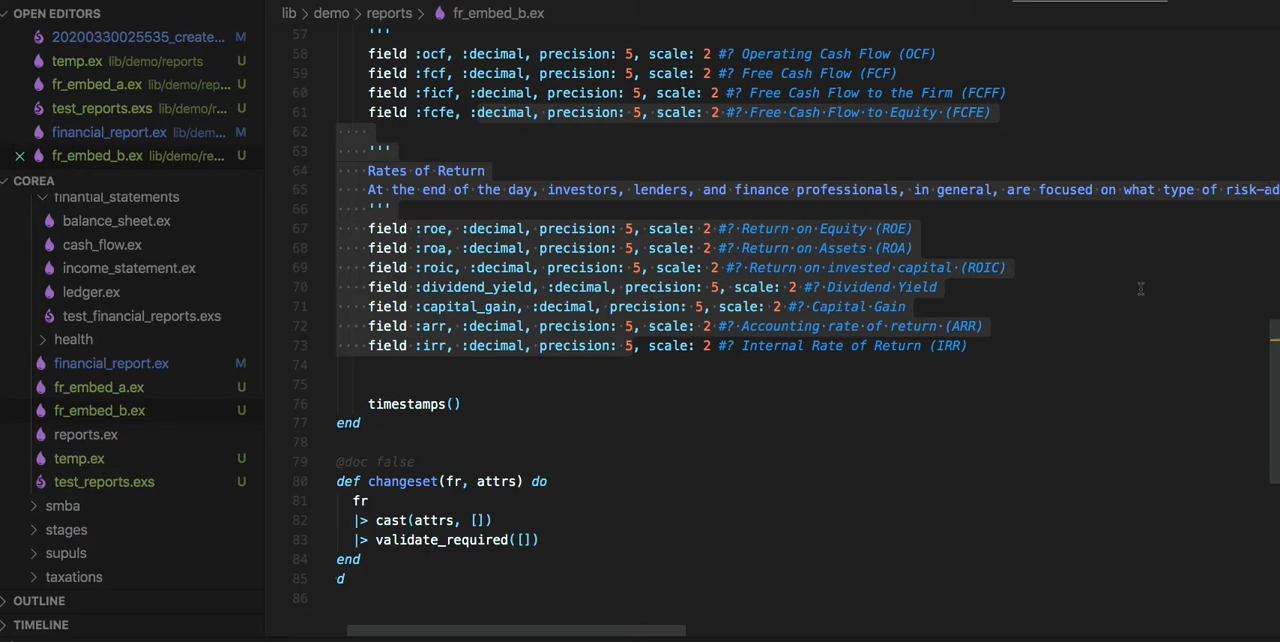 OPEN EDITORS
20200330025535_create... M
temp.ex lib/demo/reports U
fr_embed_a.ex lib/demo/rep... U
test_reports.exs lib/demo/r... U
financial_report.ex lib/dem... M
fr_embed_b.ex lib/demo/re... U
COREA
finantial_statements
balance_sheet.ex
cash_flow.ex
income_statement.ex
ledger.ex
test_financial_reports.exs
health
financial_report.ex M
fr_embed_a.ex U
fr_embed_b.ex U
reports.ex
temp.ex U
test_reports.exs U
smba
stages
supuls
taxations
OUTLINE
TIMELINE
lib > demo > reports > fr_embed_b.ex
57 '''
58 field :ocf, :decimal, precision: 5, scale: 2 #? Operating Cash Flow (OCF)
59 field :fcf, :decimal, precision: 5, scale: 2 #? Free Cash Flow (FCF)
60 field :ficf, :decimal, precision: 5, scale: 2 #? Free Cash Flow to the Firm (FCFF)
61 field :fcfe, :decimal, precision: 5, scale: 2 #? Free Cash Flow to Equity (FCFE)
62
63 '''
64 Rates of Return
65 At the end of the day, investors, lenders, and finance professionals, in general, are focused on what type of risk-ad
66 '''
67 field :roe, :decimal, precision: 5, scale: 2 #? Return on Equity (ROE)
68 field :roa, :decimal, precision: 5, scale: 2 #? Return on Assets (ROA)
69 field :roic, :decimal, precision: 5, scale: 2 #? Return on invested capital (ROIC)
70 field :dividend_yield, :decimal, precision: 5, scale: 2 #? Dividend Yield
71 field :capital_gain, :decimal, precision: 5, scale: 2 #? Capital Gain
72 field :arr, :decimal, precision: 5, scale: 2 #? Accounting rate of return (ARR)
73 field :irr, :decimal, precision: 5, scale: 2 #? Internal Rate of Return (IRR)
74
75
76 timestamps()
77 end
78
79 @doc false
80 def changeset(fr, attrs) do
81 fr
82 |> cast(attrs, [])
83 |> validate_required([])
84 end
85 d
86